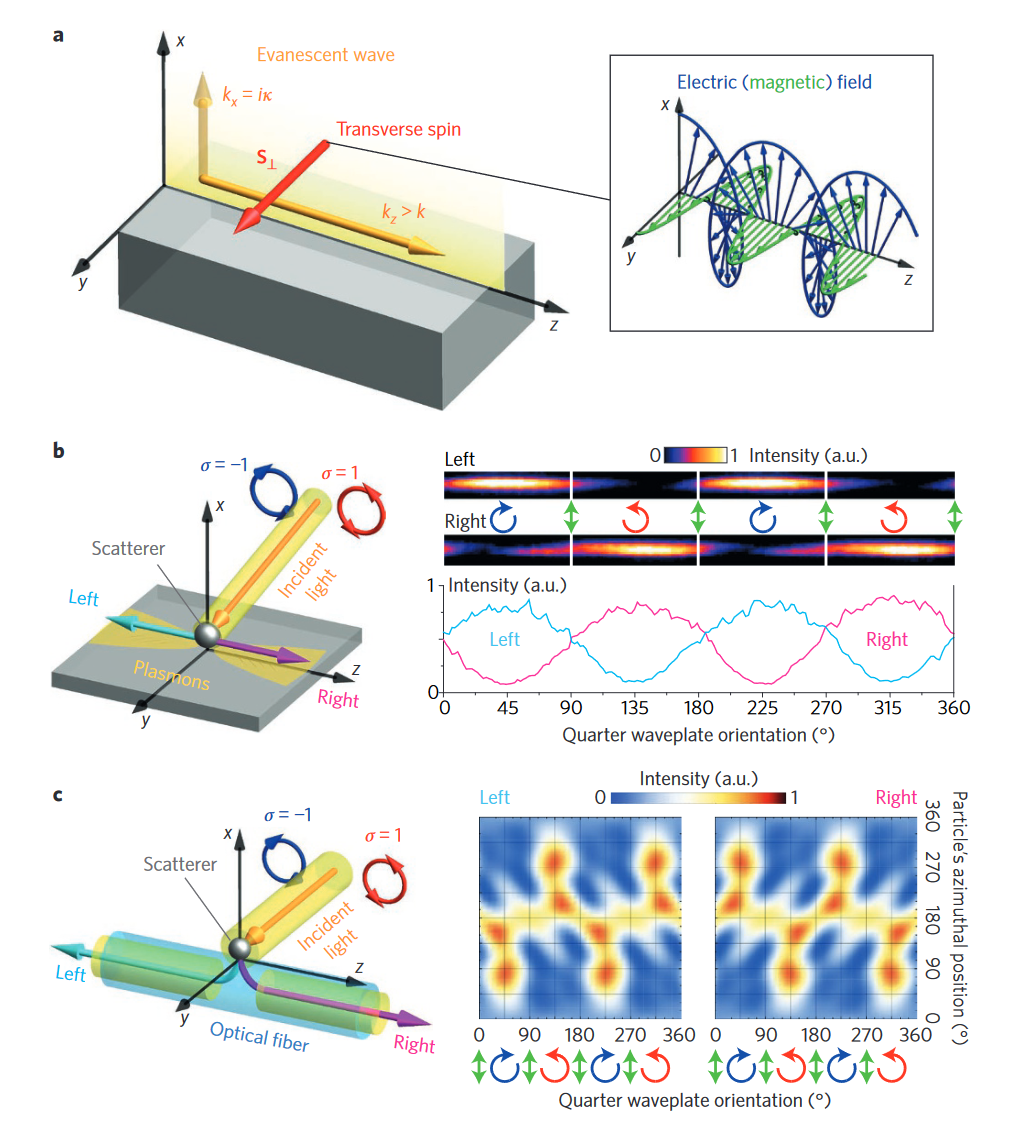 a
x
Evanescent wave
kₓ = iκ
Transverse spin
S⊥
k_z > k
y
z
Electric (magnetic) field
x
y
z
b
σ = −1
σ = 1
x
Scatterer
Incident
light
Left
Plasmons
z
Right
y
Left
0 1 Intensity (a.u.)
Right
1
Intensity (a.u.)
Left
Right
0
0 45 90 135 180 225 270 315 360
Quarter waveplate orientation (°)
c
σ = −1
σ = 1
x
Scatterer
Incident
light
Left
z
y
Optical fiber
Right
Intensity (a.u.)
Left
0 1
Right
360 270 180 90 0
Particle's azimuthal position (°)
0 90 180 270 360
0 90 180 270 360
Quarter waveplate orientation (°)